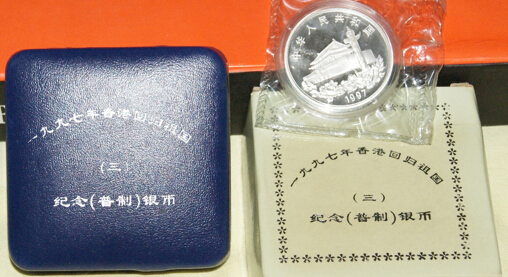 一九九七年香港回归祖国
(三)
纪念(普制)银币
中华人民共和国
1997
一九九七年香港回归祖国
(三)
纪念(普制)银币